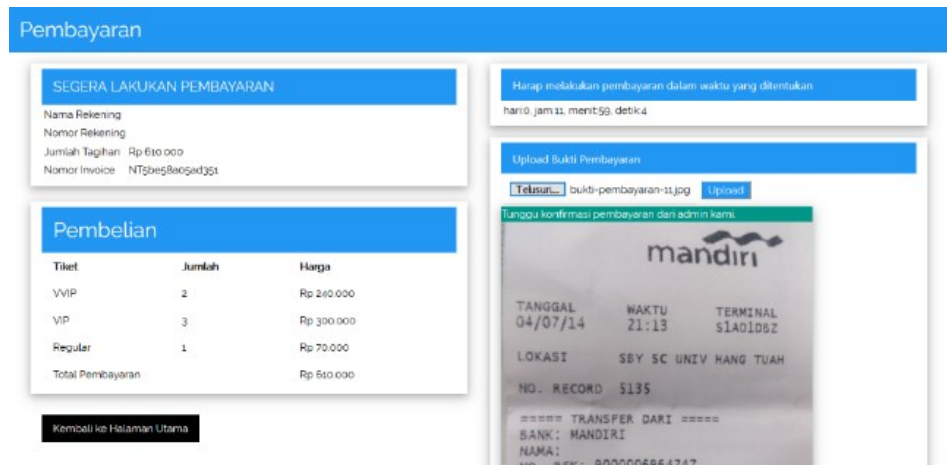 Pembayaran
SEGERA LAKUKAN PEMBAYARAN
Nama Rekening
Nomor Rekening
Jumlah Tagihan Rp 610.000
Nomor Invoice NT5be58a05ad351
Pembelian
Tiket Jumlah Harga
VVIP 2 Rp 240.000
VIP 3 Rp 300.000
Regular 1 Rp 70.000
Total Pembayaran Rp 610.000
Kembali ke Halaman Utama
Harap melakukan pembayaran dalam waktu yang ditentukan
hari:0, jam:11, menit:59, detik:4
Upload Bukti Pembayaran
Telusuri... bukti-pembayaran-11.jpg Upload
Tunggu konfirmasi pembayaran dari admin kami.
mandiri
TANGGAL WAKTU TERMINAL
04/07/14 21:13 S1AD1DBZ
LOKASI SBY SC UNIV HANG TUAH
NO. RECORD 5135
===== TRANSFER DARI =====
BANK: MANDIRI
NAMA: